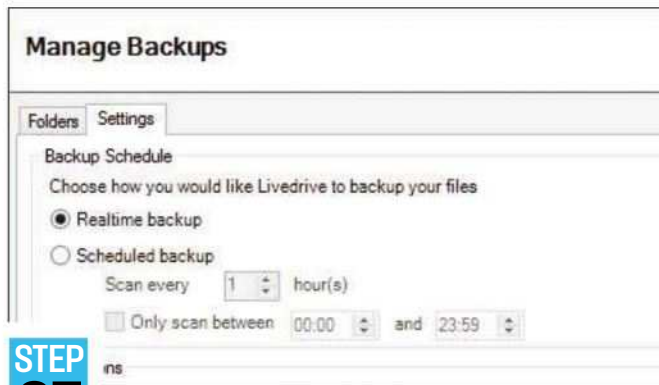 Manage Backups
Folders Settings
Backup Schedule
Choose how you would like Livedrive to backup your files
Realtime backup
Scheduled backup
Scan every 1 hour(s)
Only scan between 00:00 and 23:59
STEP